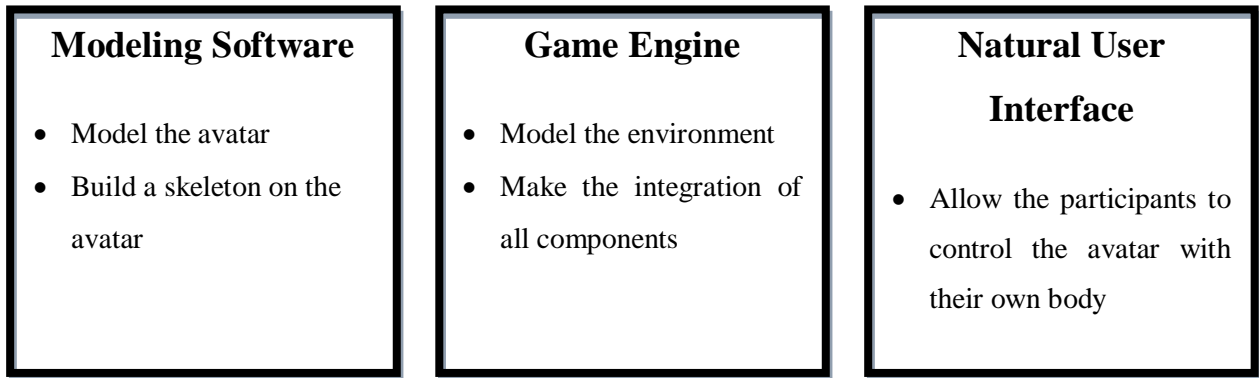 Modeling Software
• Model the avatar
• Build a skeleton on the
avatar
Game Engine
• Model the environment
• Make the integration of
all components
Natural User
Interface
• Allow the participants to
control the avatar with
their own body